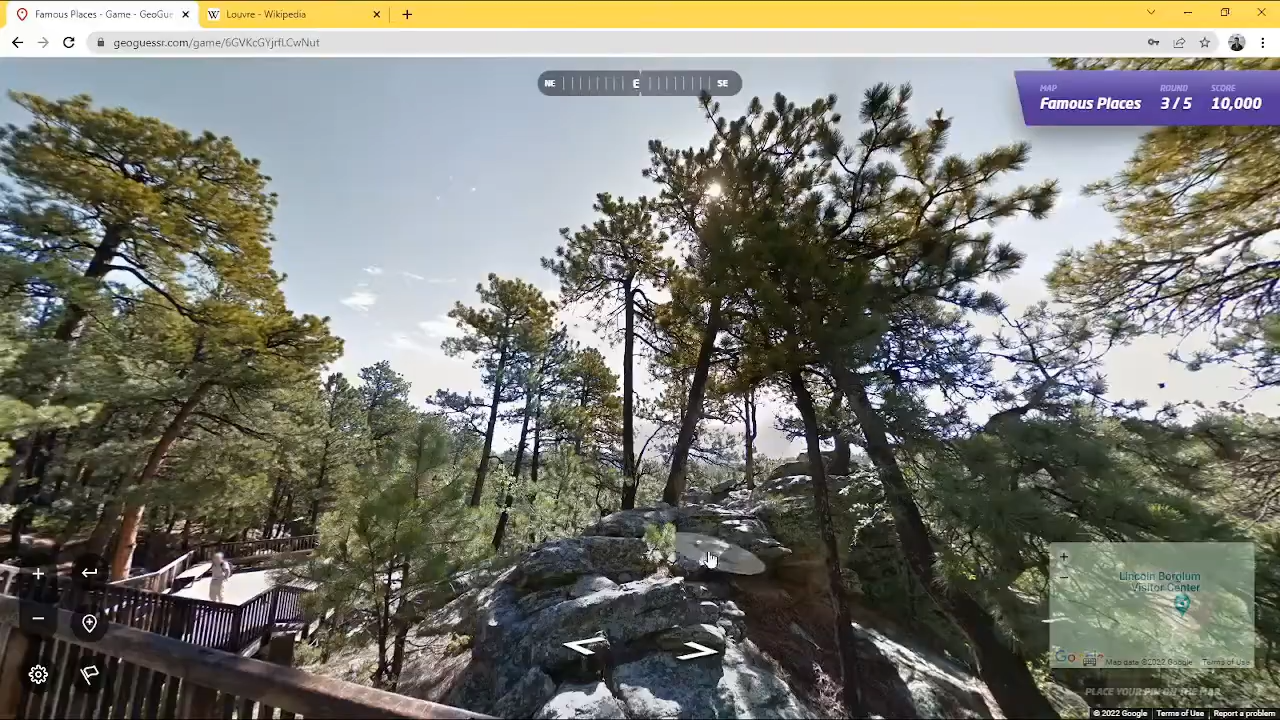 Famous Places - Game - GeoGue
Louvre - Wikipedia
geoguessr.com/game/6GVKcGYjrfLCwNut
NE
E
SE
MAP
ROUND
SCORE
Famous Places
3 / 5
10,000
Lincoln Borglum
Visitor Center
Map data ©2022 Google
Terms of Use
PLACE YOUR PIN ON THE MAP
© 2022 Google
Terms of Use
Report a problem